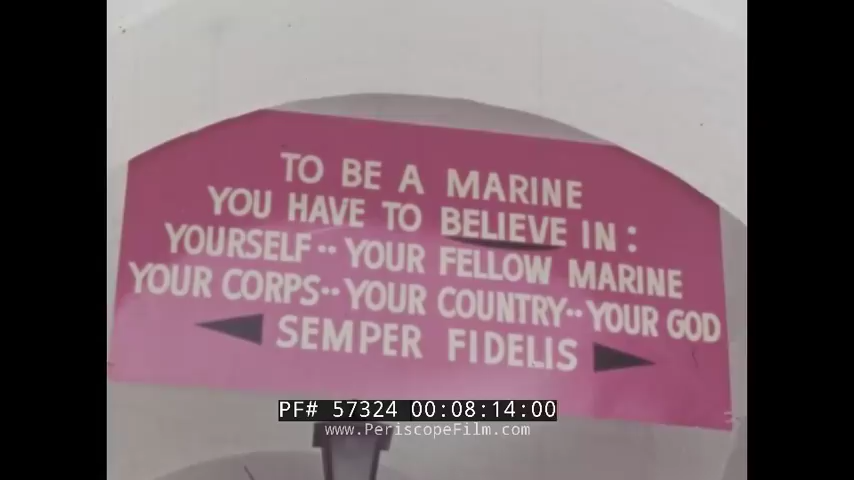 TO BE A MARINE
YOU HAVE TO BELIEVE IN:
YOURSELF·· YOUR FELLOW MARINE
YOUR CORPS··YOUR COUNTRY··YOUR GOD
SEMPER FIDELIS
PF# 57324 00:08:14:00
www.PeriscopeFilm.com